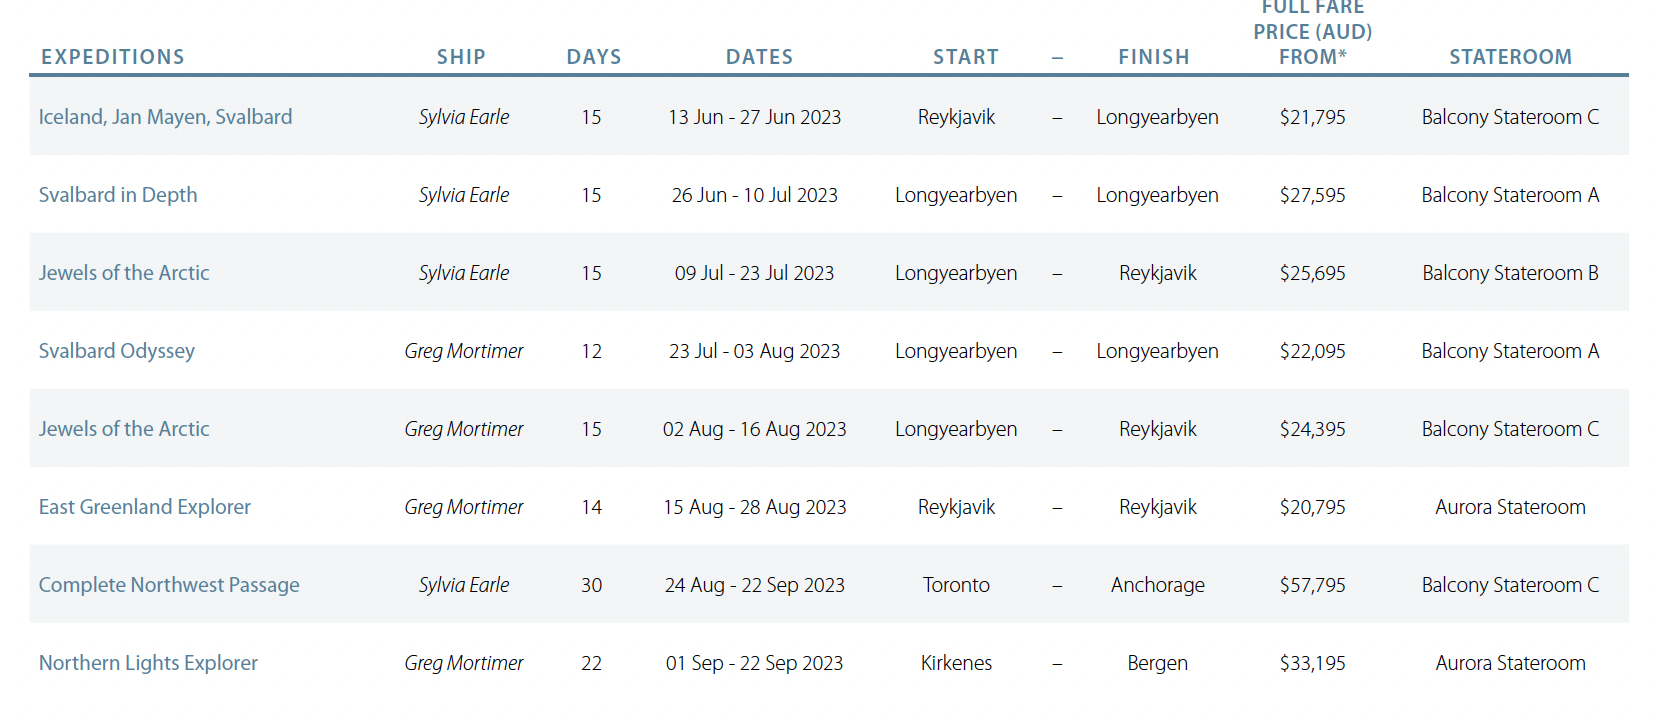 FULL FARE
PRICE (AUD)
EXPEDITIONS SHIP DAYS DATES START – FINISH FROM* STATEROOM
Iceland, Jan Mayen, Svalbard Sylvia Earle 15 13 Jun - 27 Jun 2023 Reykjavik – Longyearbyen $21,795 Balcony Stateroom C
Svalbard in Depth Sylvia Earle 15 26 Jun - 10 Jul 2023 Longyearbyen – Longyearbyen $27,595 Balcony Stateroom A
Jewels of the Arctic Sylvia Earle 15 09 Jul - 23 Jul 2023 Longyearbyen – Reykjavik $25,695 Balcony Stateroom B
Svalbard Odyssey Greg Mortimer 12 23 Jul - 03 Aug 2023 Longyearbyen – Longyearbyen $22,095 Balcony Stateroom A
Jewels of the Arctic Greg Mortimer 15 02 Aug - 16 Aug 2023 Longyearbyen – Reykjavik $24,395 Balcony Stateroom C
East Greenland Explorer Greg Mortimer 14 15 Aug - 28 Aug 2023 Reykjavik – Reykjavik $20,795 Aurora Stateroom
Complete Northwest Passage Sylvia Earle 30 24 Aug - 22 Sep 2023 Toronto – Anchorage $57,795 Balcony Stateroom C
Northern Lights Explorer Greg Mortimer 22 01 Sep - 22 Sep 2023 Kirkenes – Bergen $33,195 Aurora Stateroom